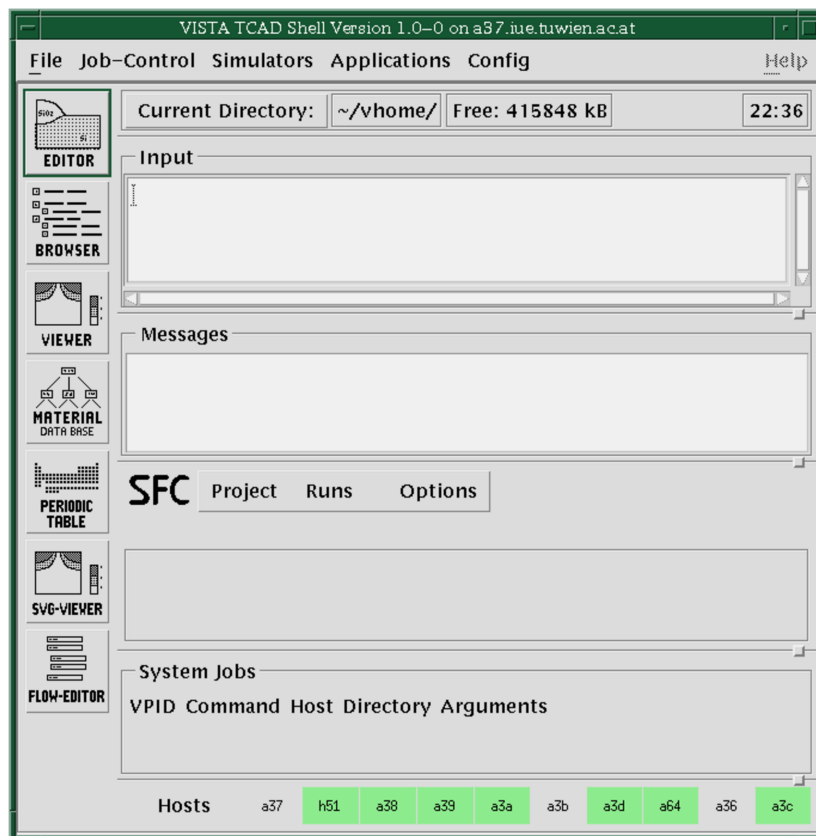 VISTA TCAD Shell Version 1.0–0 on a37.iue.tuwien.ac.at
File Job–Control Simulators Applications Config Help
Current Directory: ~/vhome/ Free: 415848 kB 22:36
SiO2
Si
EDITOR
Input
BROWSER
VIEWER
Messages
MATERIAL
DATA BASE
SFC Project Runs Options
PERIODIC
TABLE
SVG-VIEWER
System Jobs
FLOW-EDITOR
VPID Command Host Directory Arguments
Hosts a37 h51 a38 a39 a3a a3b a3d a64 a36 a3c